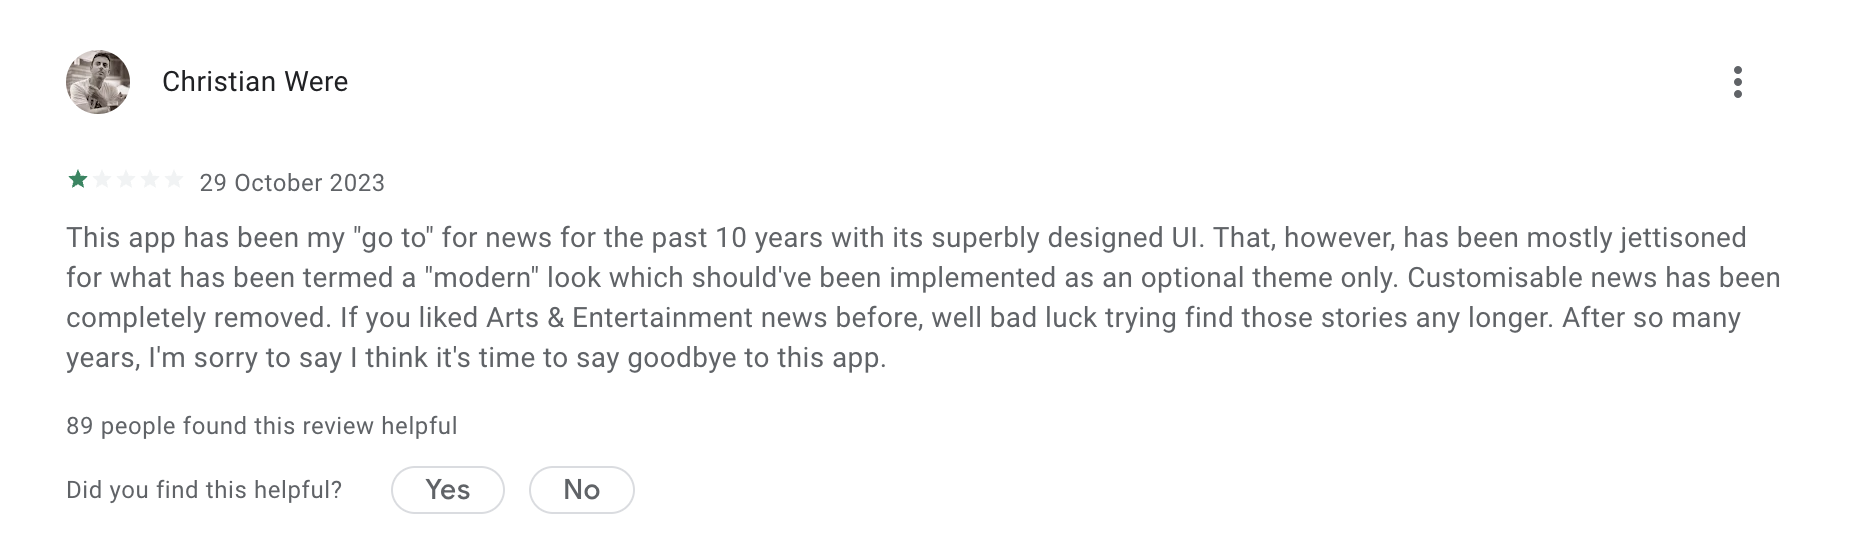 Christian Were
29 October 2023
This app has been my "go to" for news for the past 10 years with its superbly designed UI. That, however, has been mostly jettisoned
for what has been termed a "modern" look which should've been implemented as an optional theme only. Customisable news has been
completely removed. If you liked Arts & Entertainment news before, well bad luck trying find those stories any longer. After so many
years, I'm sorry to say I think it's time to say goodbye to this app.
89 people found this review helpful
Did you find this helpful? Yes No